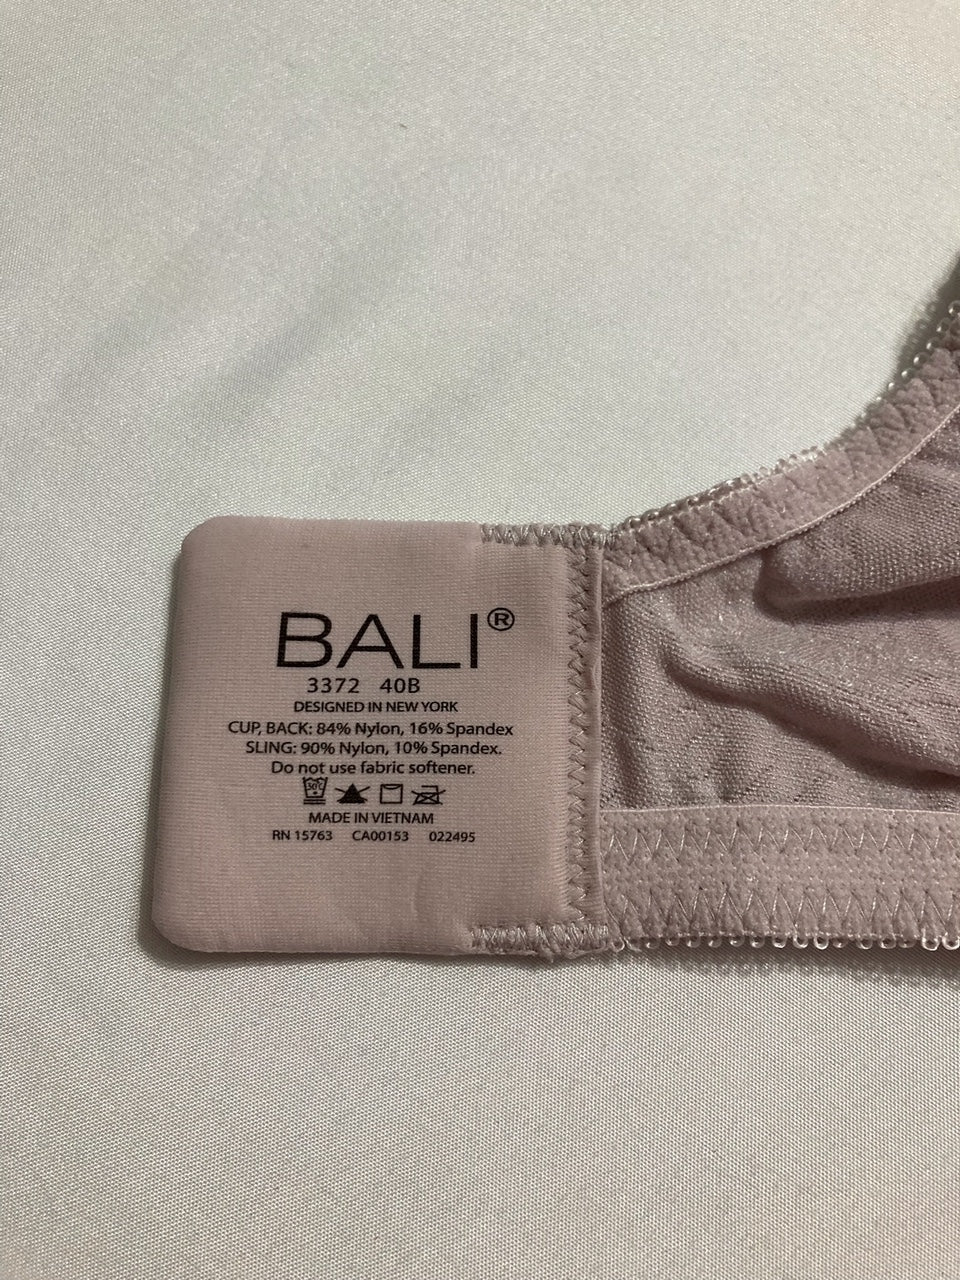 BALI®
3372 40B
DESIGNED IN NEW YORK
CUP, BACK: 84% Nylon, 16% Spandex
SLING: 90% Nylon, 10% Spandex.
Do not use fabric softener.
30°C
MADE IN VIETNAM
RN 15763 CA00153 022495